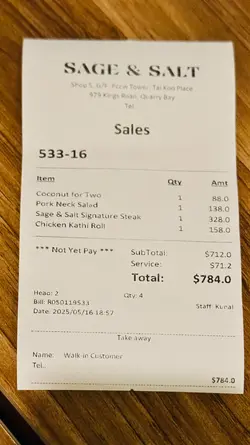 SAGE & SALT
Shop 5, G/F, Fozie Tower, Tai Koo Place
979 Kings Road, Quarry Bay
Tel.
Sales
533-16
Item Qty Amt
Coconut for Two 1 88.0
Pork Neck Salad 1 138.0
Sage & Salt Signature Steak 1 328.0
Chicken Kathi Roll 1 158.0
*** Not Yet Pay *** SubTotal: $712.0
Service: $71.2
Total: $784.0
Head: 2 Qty: 4
Bill: R050119533 Staff: Kunal
Date: 2025/05/16 18:57
Take away
Name: Walk-in Customer
Tel.
$784.0